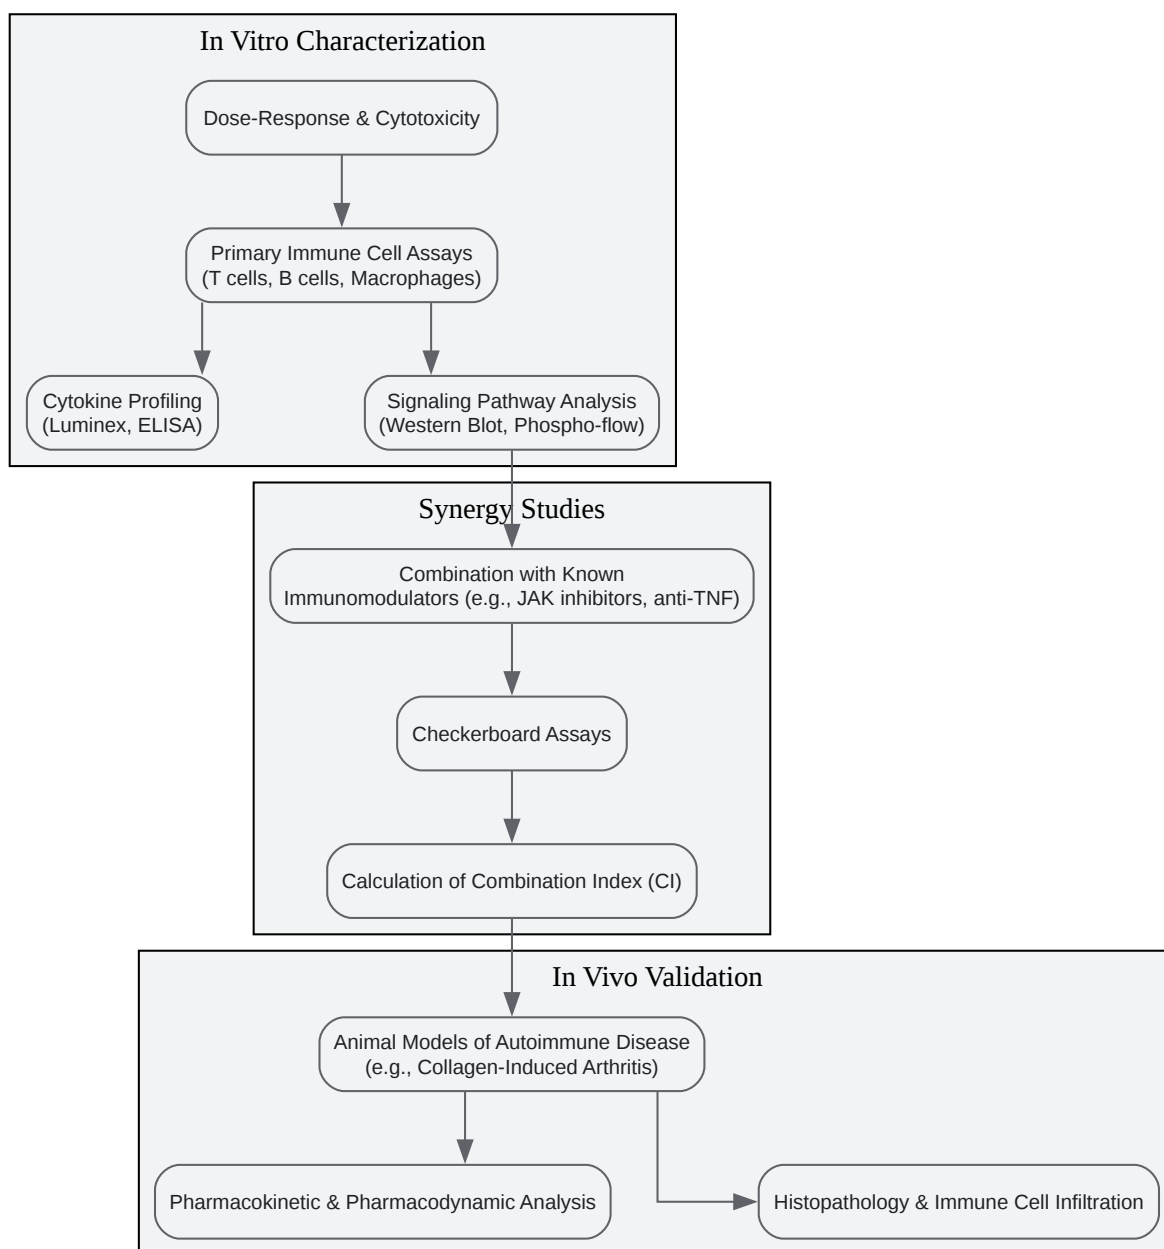 In Vitro Characterization
Dose-Response & Cytotoxicity
Primary Immune Cell Assays
(T cells, B cells, Macrophages)
Cytokine Profiling
(Luminex, ELISA)
Signaling Pathway Analysis
(Western Blot, Phospho-flow)
Synergy Studies
Combination with Known
Immunomodulators (e.g., JAK inhibitors, anti-TNF)
Checkerboard Assays
Calculation of Combination Index (CI)
In Vivo Validation
Animal Models of Autoimmune Disease
(e.g., Collagen-Induced Arthritis)
Pharmacokinetic & Pharmacodynamic Analysis
Histopathology & Immune Cell Infiltration